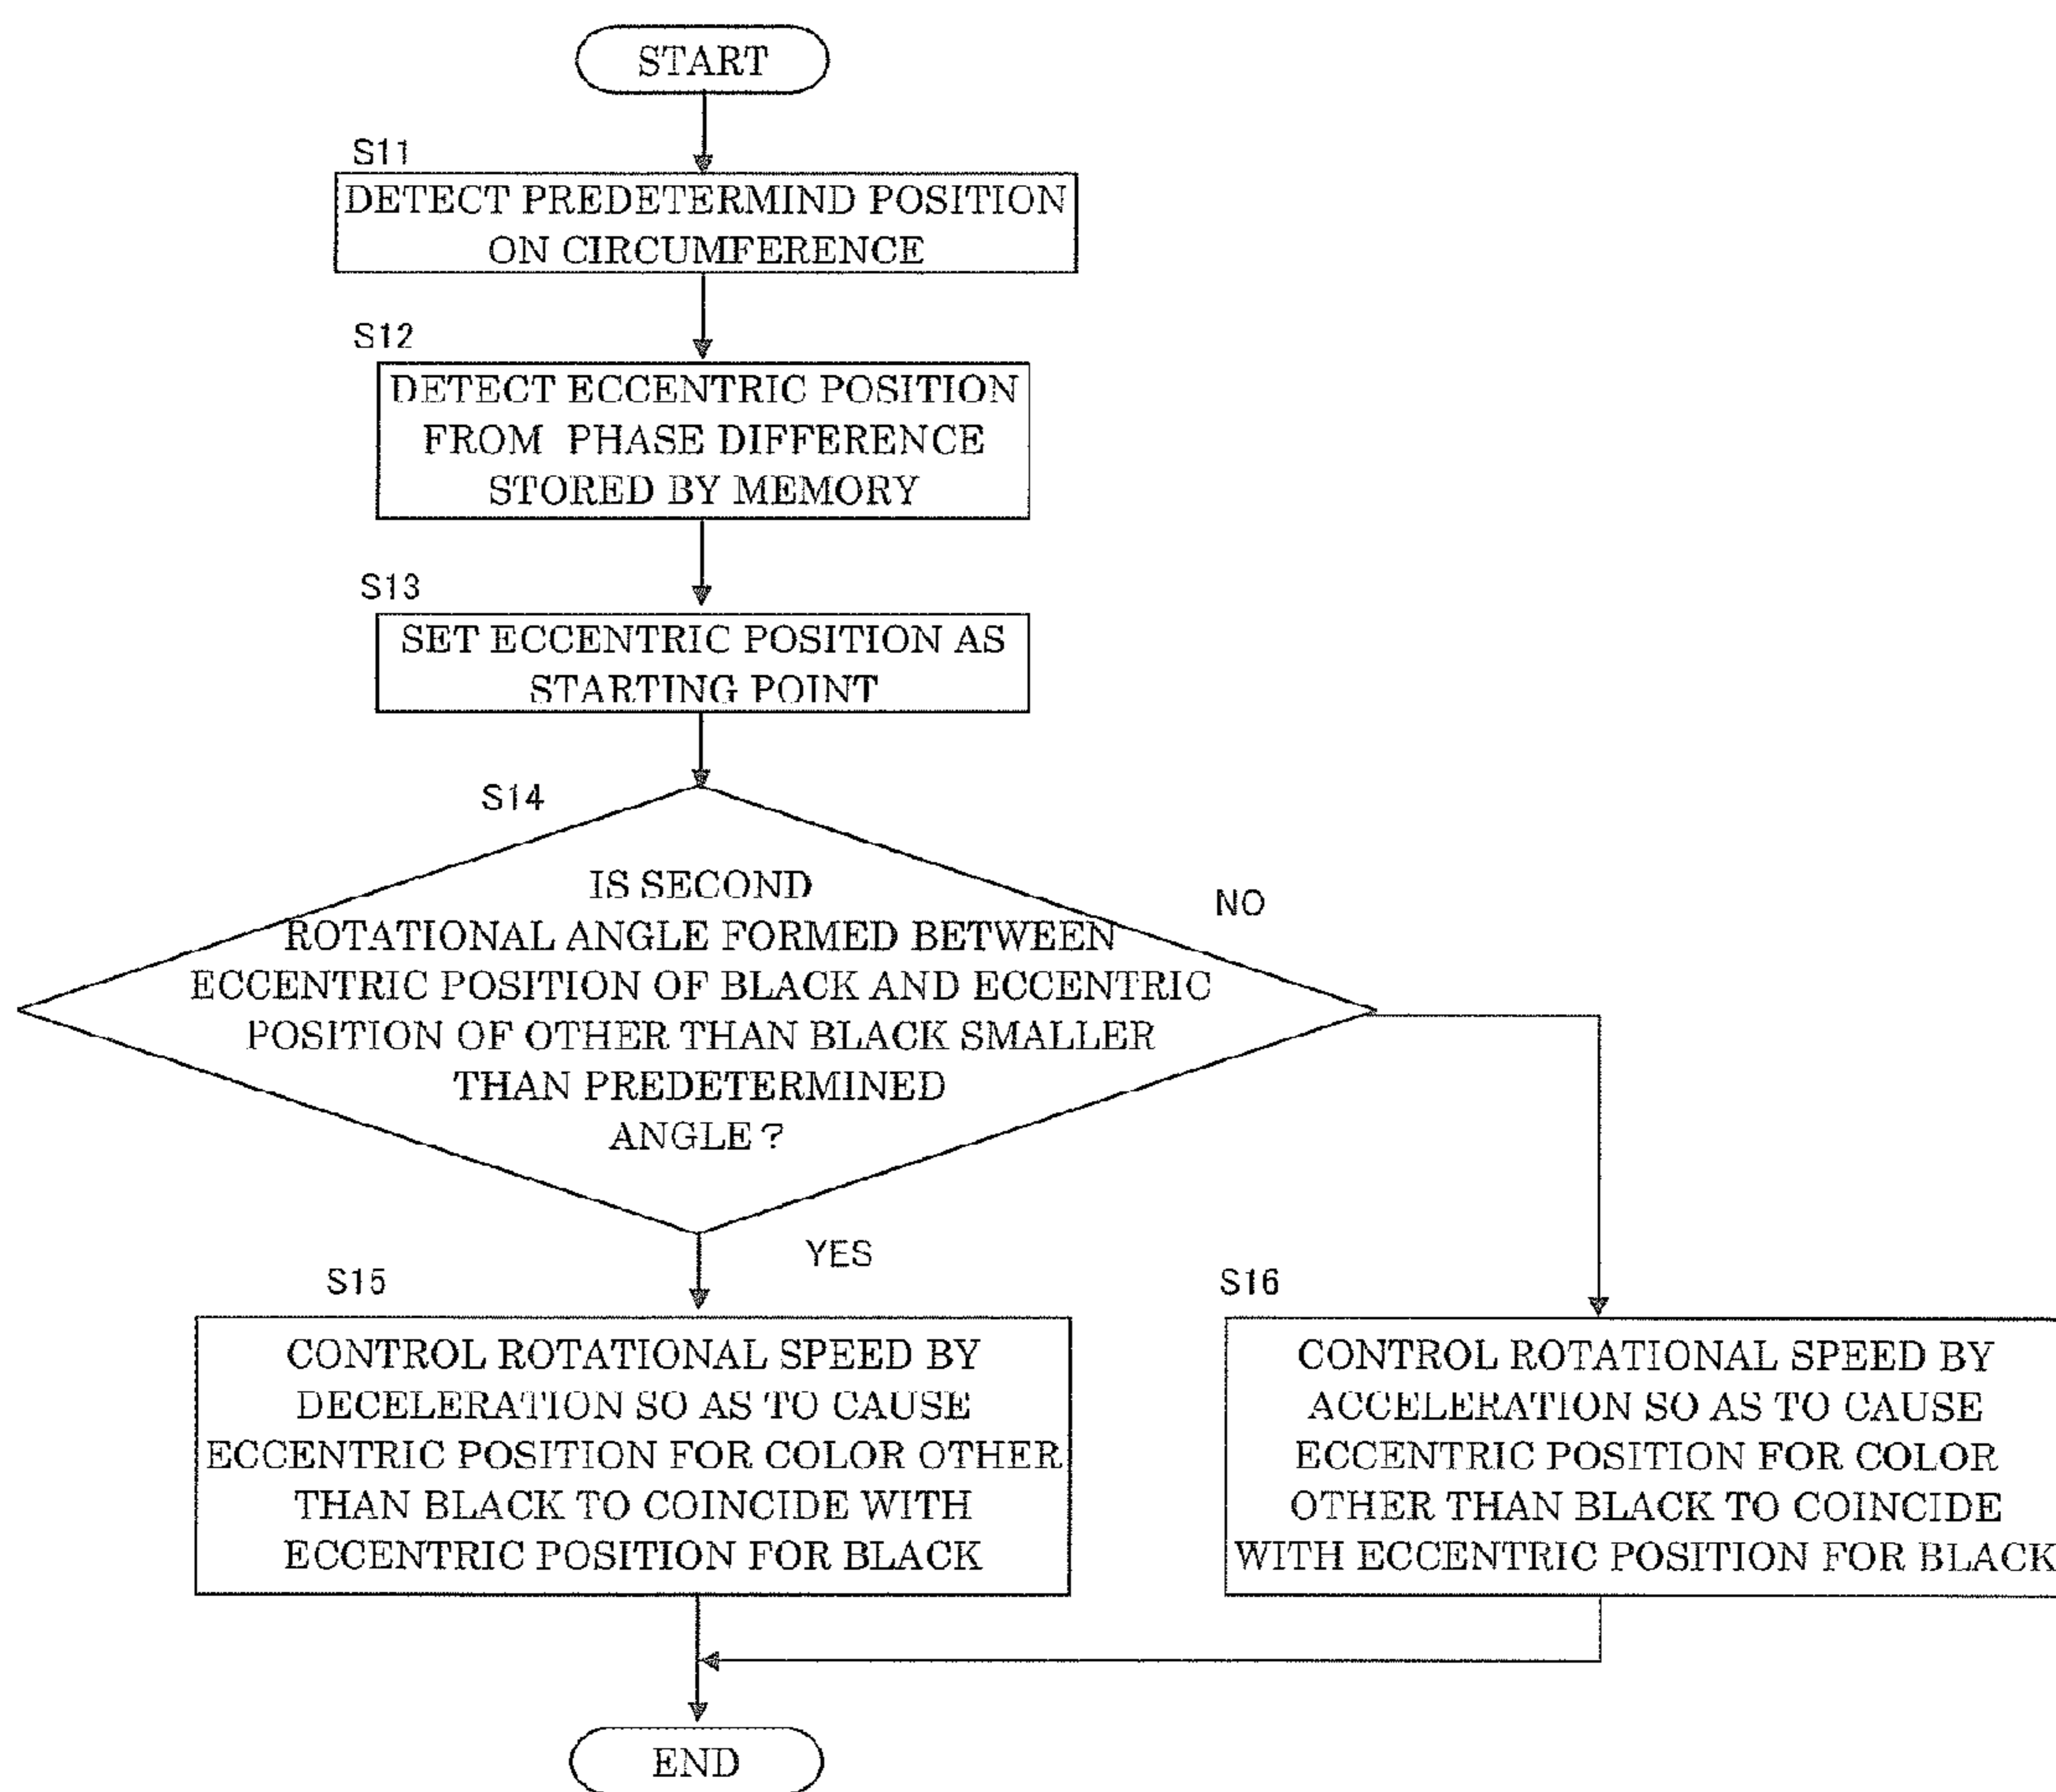 START
S11
DETECT PREDETERMIND POSITION
ON CIRCUMFERENCE
S12
DETECT ECCENTRIC POSITION
FROM PHASE DIFFERENCE
STORED BY MEMORY
S13
SET ECCENTRIC POSITION AS
STARTING POINT
S14
IS SECOND
ROTATIONAL ANGLE FORMED BETWEEN
ECCENTRIC POSITION OF BLACK AND ECCENTRIC
POSITION OF OTHER THAN BLACK SMALLER
THAN PREDETERMINED
ANGLE ?
NO
YES
S15
CONTROL ROTATIONAL SPEED BY
DECELERATION SO AS TO CAUSE
ECCENTRIC POSITION FOR COLOR OTHER
THAN BLACK TO COINCIDE WITH
ECCENTRIC POSITION FOR BLACK
S16
CONTROL ROTATIONAL SPEED BY
ACCELERATION SO AS TO CAUSE
ECCENTRIC POSITION FOR COLOR
OTHER THAN BLACK TO COINCIDE
WITH ECCENTRIC POSITION FOR BLACK
END